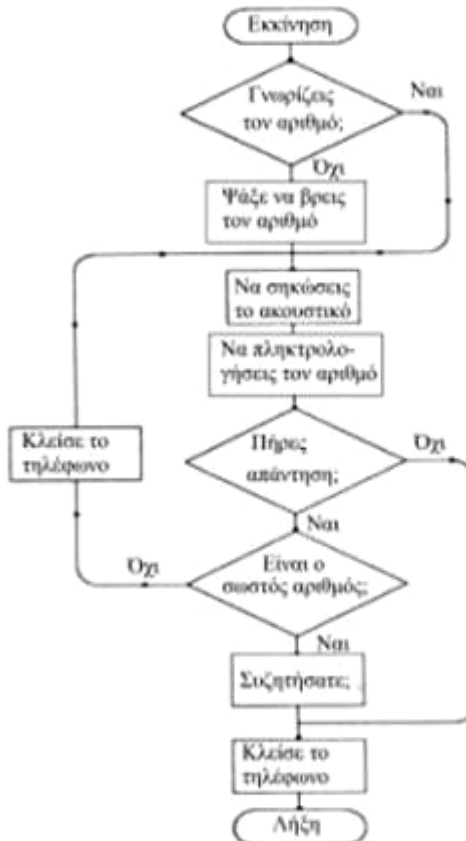 Εκκίνηση
Γνωρίζεις
τον αριθμό;
Ναι
Όχι
Ψάξε να βρεις
τον αριθμό
Να σηκώσεις
το ακουστικό
Να πληκτρολο-
γήσεις τον αριθμό
Κλείσε το
τηλέφωνο
Πήρες
απάντηση;
Όχι
Ναι
Είναι ο
σωστός αριθμός;
Όχι
Ναι
Συζητήσατε;
Κλείσε το
τηλέφωνο
Λήξη